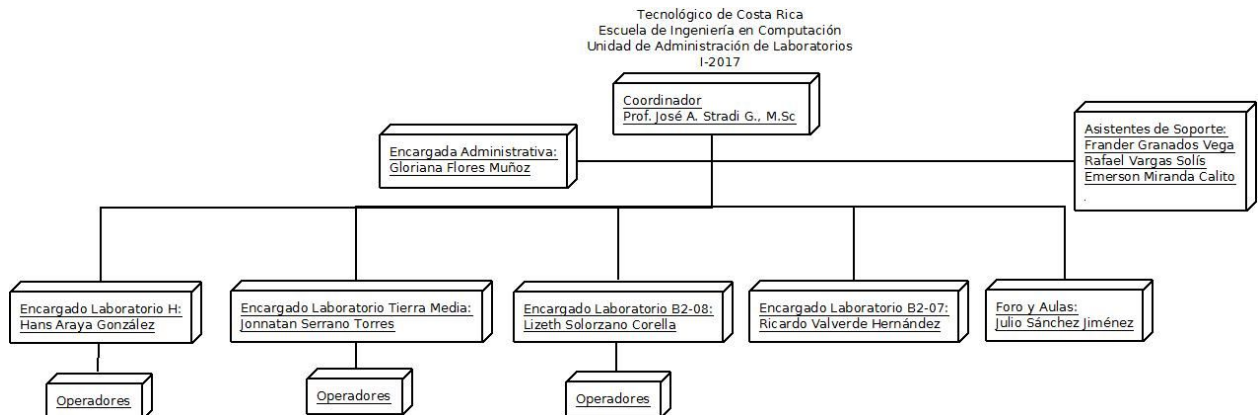 Tecnológico de Costa Rica
Escuela de Ingeniería en Computación
Unidad de Administración de Laboratorios
I-2017
Coordinador
Prof. José A. Stradi G., M.Sc
Encargada Administrativa:
Gloriana Flores Muñoz
Asistentes de Soporte:
Frander Granados Vega
Rafael Vargas Solís
Emerson Miranda Calito
.
Encargado Laboratorio H:
Hans Araya González
Encargado Laboratorio Tierra Media:
Jonnatan Serrano Torres
Encargado Laboratorio B2-08:
Lizeth Solorzano Corella
Encargado Laboratorio B2-07:
Ricardo Valverde Hernández
Foro y Aulas:
Julio Sánchez Jiménez
Operadores
Operadores
Operadores